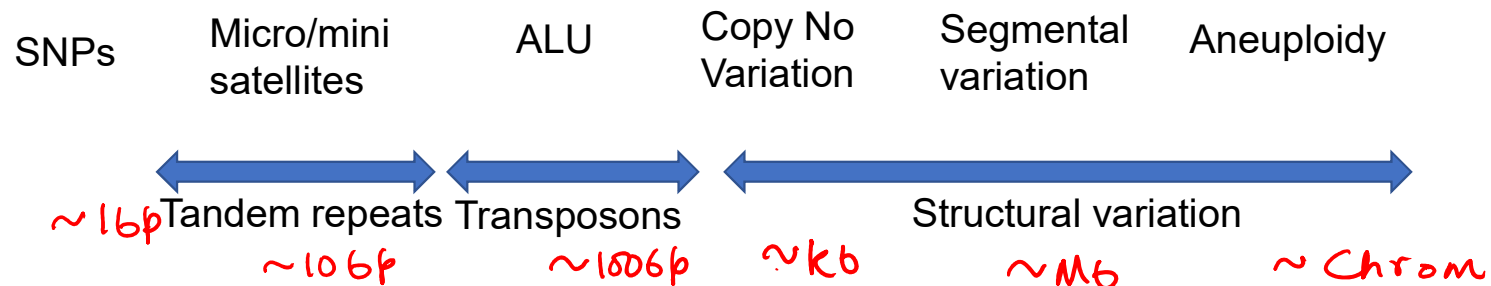 SNPs
Micro/mini
satellites
ALU
Copy No
Variation
Segmental
variation
Aneuploidy
Tandem repeats
Transposons
Structural variation
~1bp
~10bp
~100bp
~kb
~Mb
~Chrom